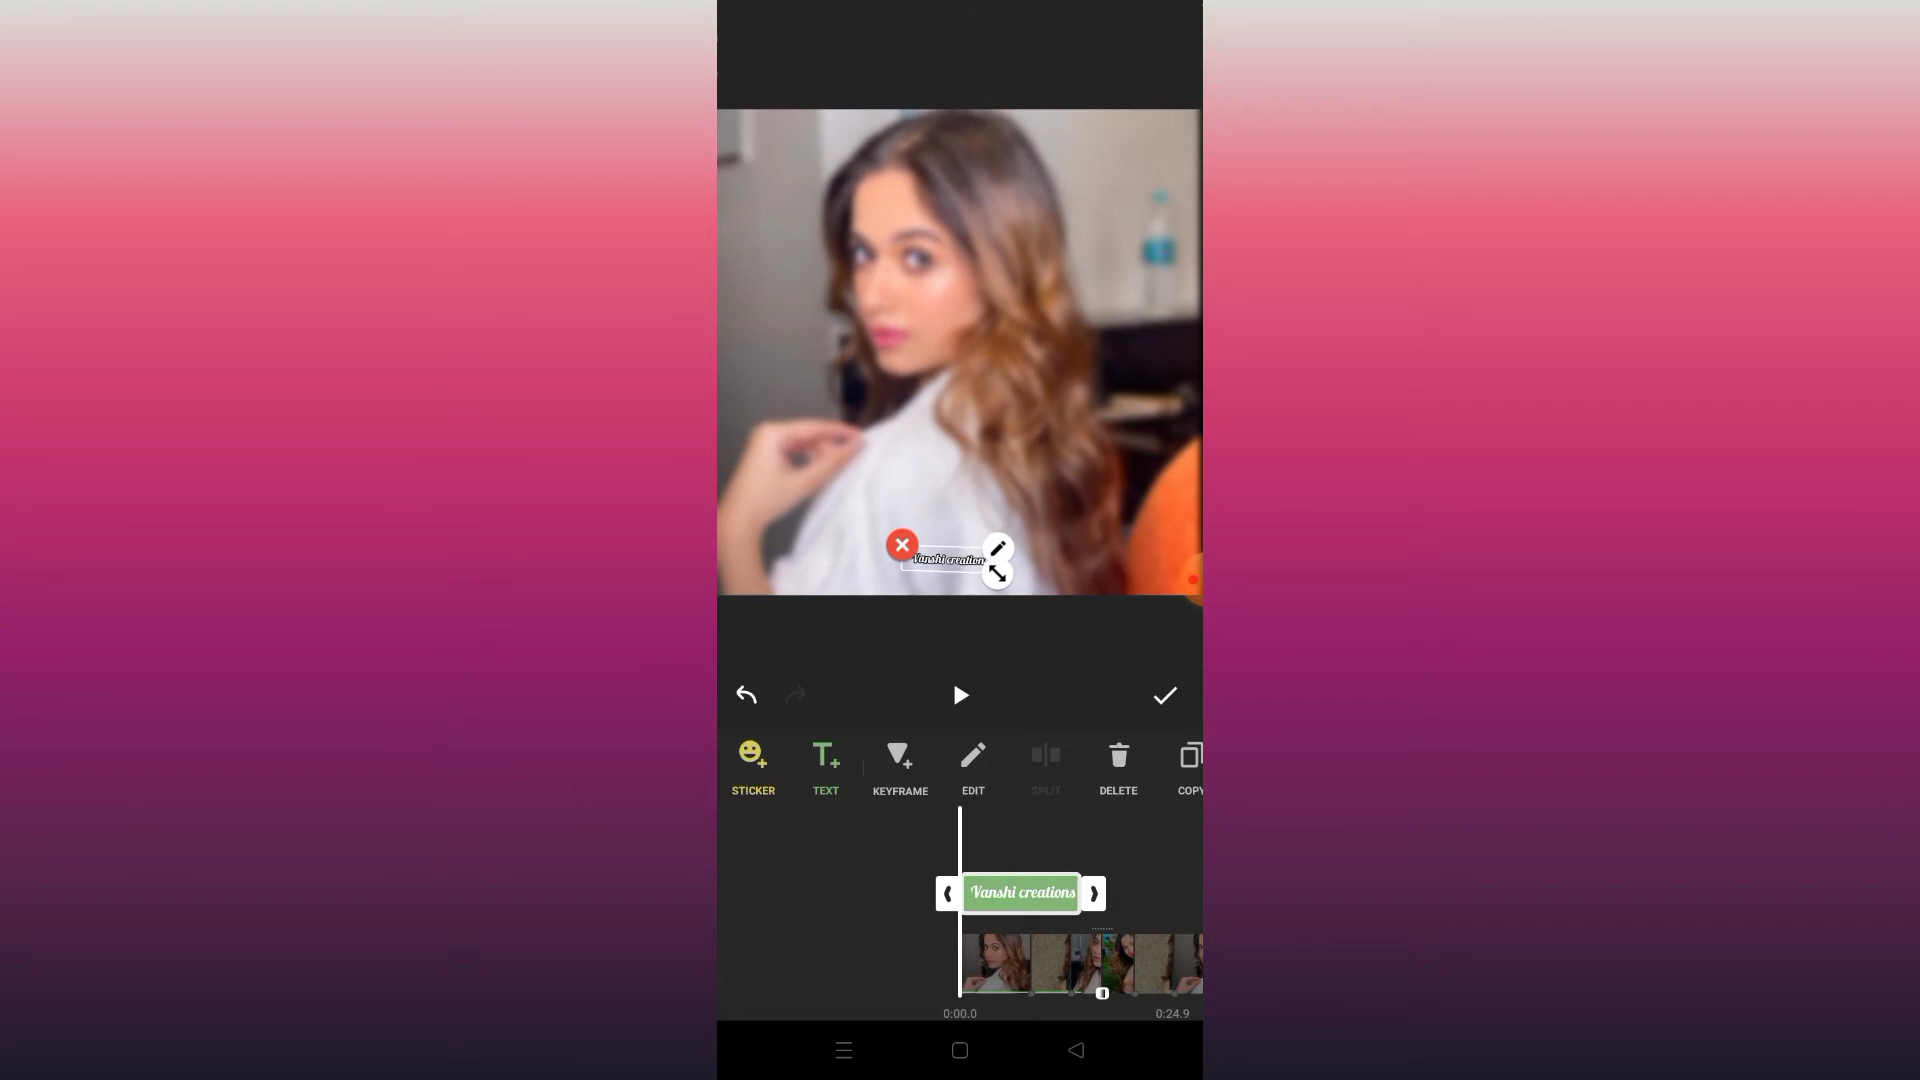 Vanshi creation
STICKER
TEXT
KEYFRAME
EDIT
SPLIT
DELETE
COPY
Vanshi creations
0:00.0
0:24.9